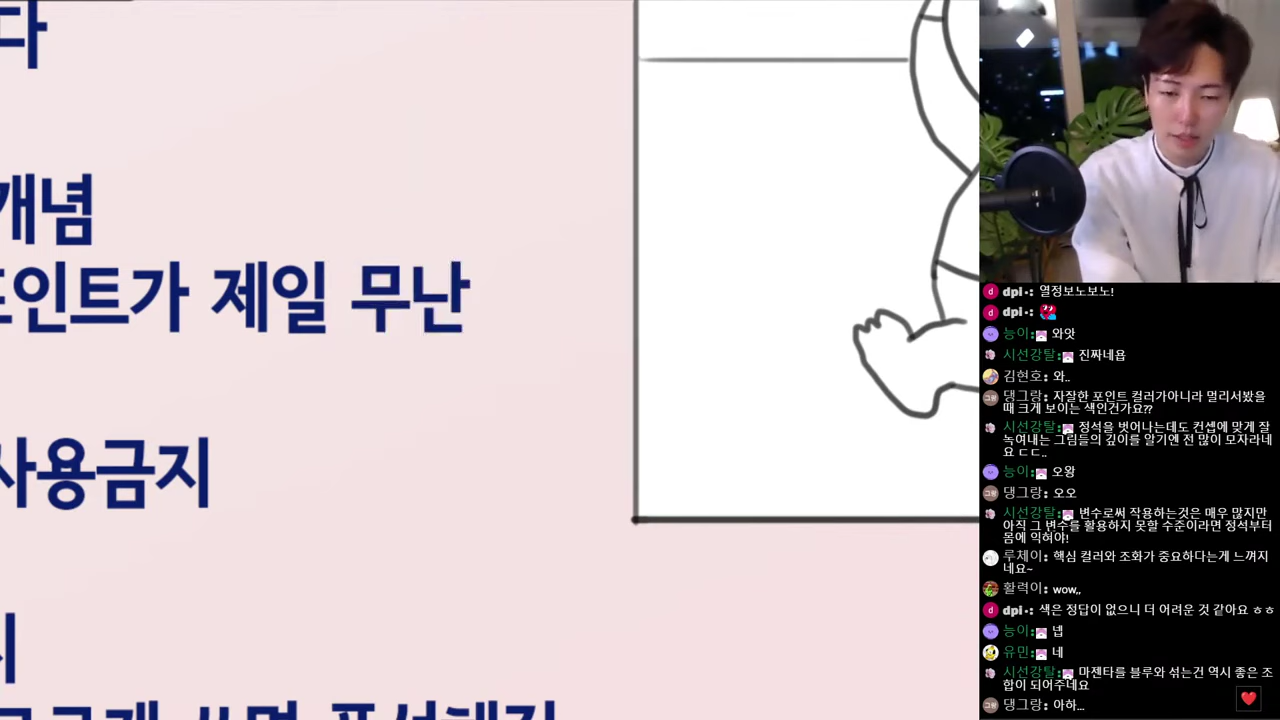 다
개념
포인트가 제일 무난
사용금지
dpi·: 열정보노보노!
dpi·:
능이: 와앗
시선강탈: 진짜네욥
김현호: 와..
댕그랑: 자잘한 포인트 컬러가아니라 멀리서봤을
때 크게 보이는 색인건가요??
시선강탈: 정석을 벗어나는데도 컨셉에 맞게 잘
녹여내는 그림들의 깊이를 알기엔 전 많이 모자라네
요 ㄷㄷ..
능이: 오왕
댕그랑: 오오
시선강탈: 변수로써 작용하는것은 매우 많지만
아직 그 변수를 활용하지 못할 수준이라면 정석부터
몸에 익혀야!
루체이: 핵심 컬러와 조화가 중요하다는게 느껴지
네요~
활력이: wow,,
dpi·: 색은 정답이 없으니 더 어려운 것 같아요 ㅎㅎ
능이: 넵
유민: 네
시선강탈: 마젠타를 블루와 섞는건 역시 좋은 조
합이 되어주네요
댕그랑: 아하...